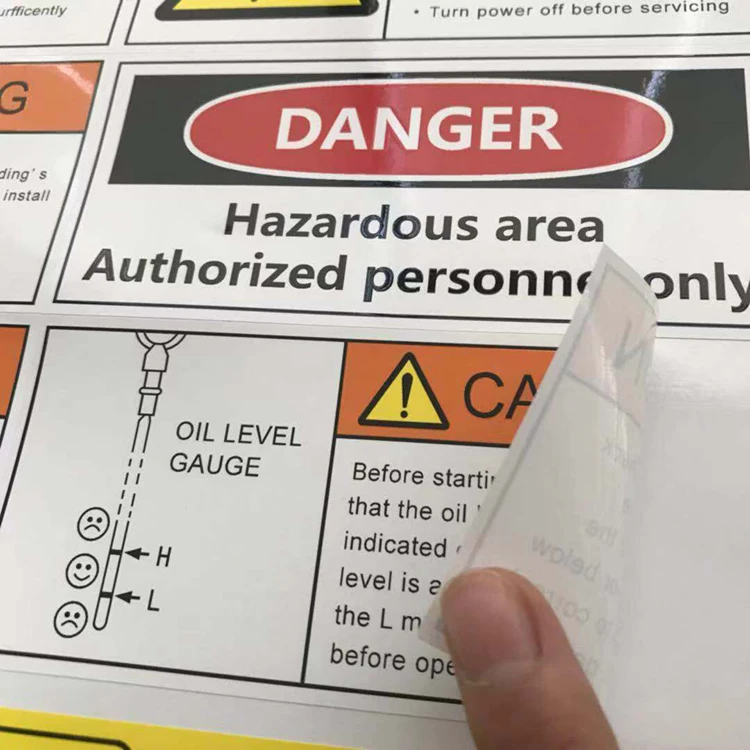 urfficently
• Turn power off before servicing
G
ding's
install
DANGER
Hazardous area
Authorized personne only
OIL LEVEL
GAUGE
H
L
CA
Before starti
that the oil
indicated
level is a
the L m
before ope